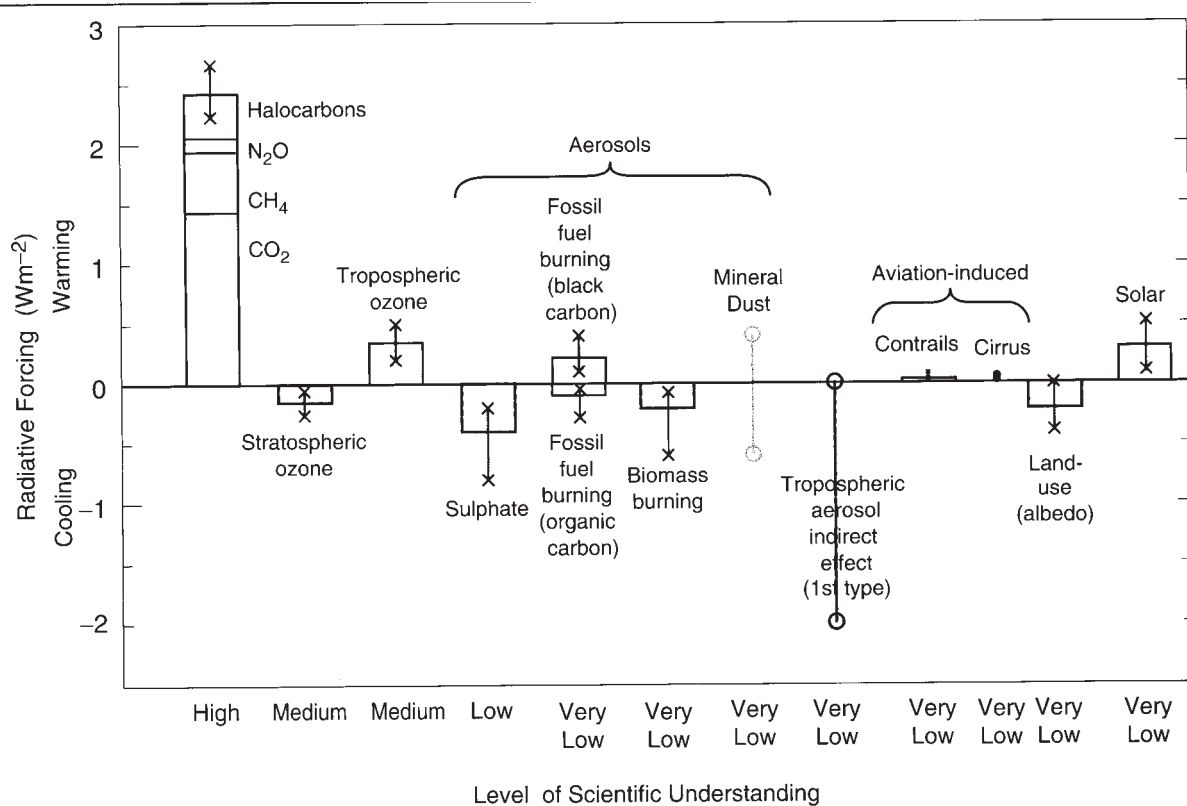 3
2
1
0
−1
−2
Radiative Forcing (Wm−2)
Cooling Warming
Halocarbons
N2O
CH4
CO2
Stratospheric
ozone
Tropospheric
ozone
Aerosols
Sulphate
Fossil
fuel
burning
(black
carbon)
Fossil
fuel
burning
(organic
carbon)
Biomass
burning
Mineral
Dust
Tropospheric
aerosol
indirect
effect
(1st type)
Aviation-induced
Contrails
Cirrus
Land-
use
(albedo)
Solar
High
Medium
Medium
Low
Very
Low
Very
Low
Very
Low
Very
Low
Very
Low
Very
Low
Very
Low
Very
Low
Level of Scientific Understanding